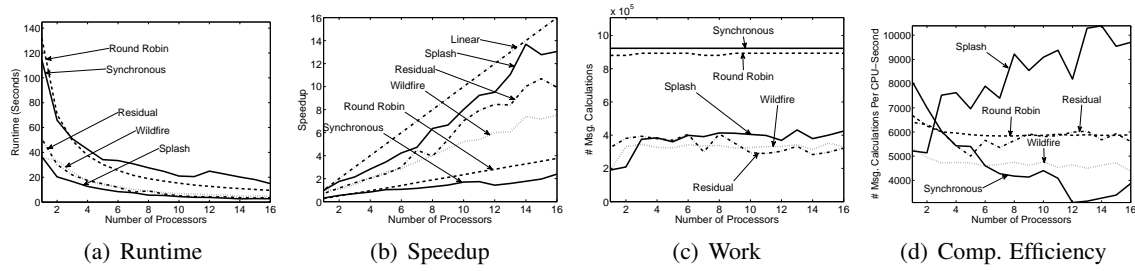 140
120
100
80
60
40
20
0
2 4 6 8 10 12 14 16
Number of Processors
Runtime (Seconds)
Round Robin
Synchronous
Residual
Wildfire
Splash
(a) Runtime
16
14
12
10
8
6
4
2
0
2 4 6 8 10 12 14 16
Number of Processors
Speedup
Linear
Splash
Residual
Wildfire
Round Robin
Synchronous
(b) Speedup
x 10^5
10
8
6
4
2
0
2 4 6 8 10 12 14 16
Number of Processors
# Msg. Calculations
Synchronous
Round Robin
Splash
Wildfire
Residual
(c) Work
10000
9000
8000
7000
6000
5000
4000
2 4 6 8 10 12 14 16
Number of Processors
# Msg. Calculations Per CPU-Second
Splash
Round Robin
Residual
Wildfire
Synchronous
(d) Comp. Efficiency